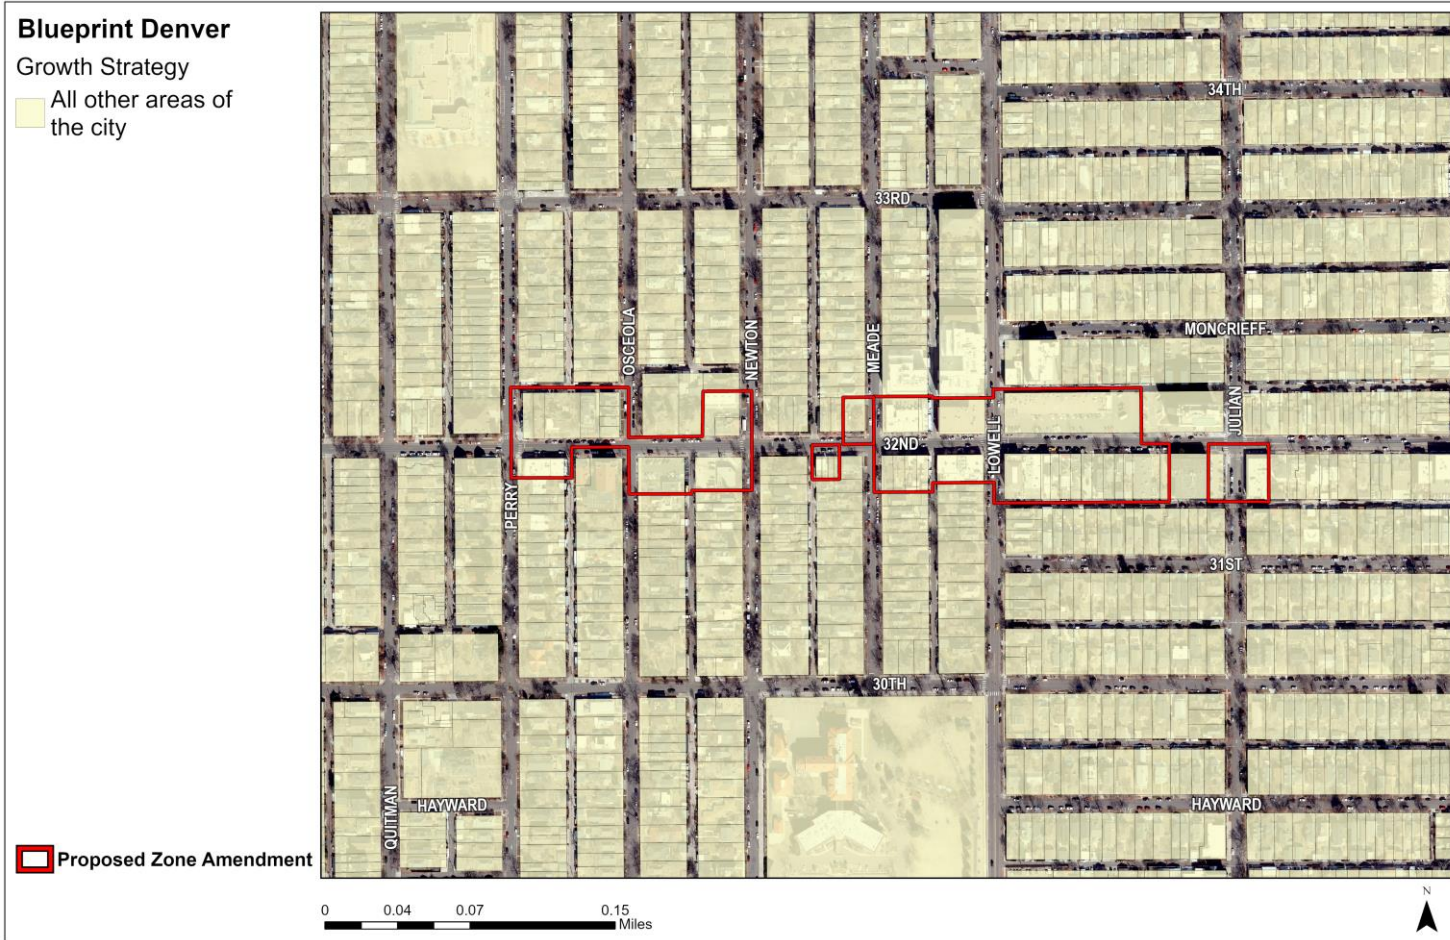 Blueprint Denver
Growth Strategy
All other areas of
the city
34TH
33RD
OSCEOLA
NEWTON
MEADE
MONCRIEFF
JULIAN
32ND
LOWELL
PERRY
31ST
30TH
QUITMAN
HAYWARD
HAYWARD
Proposed Zone Amendment
0 0.04 0.07 0.15
Miles
N